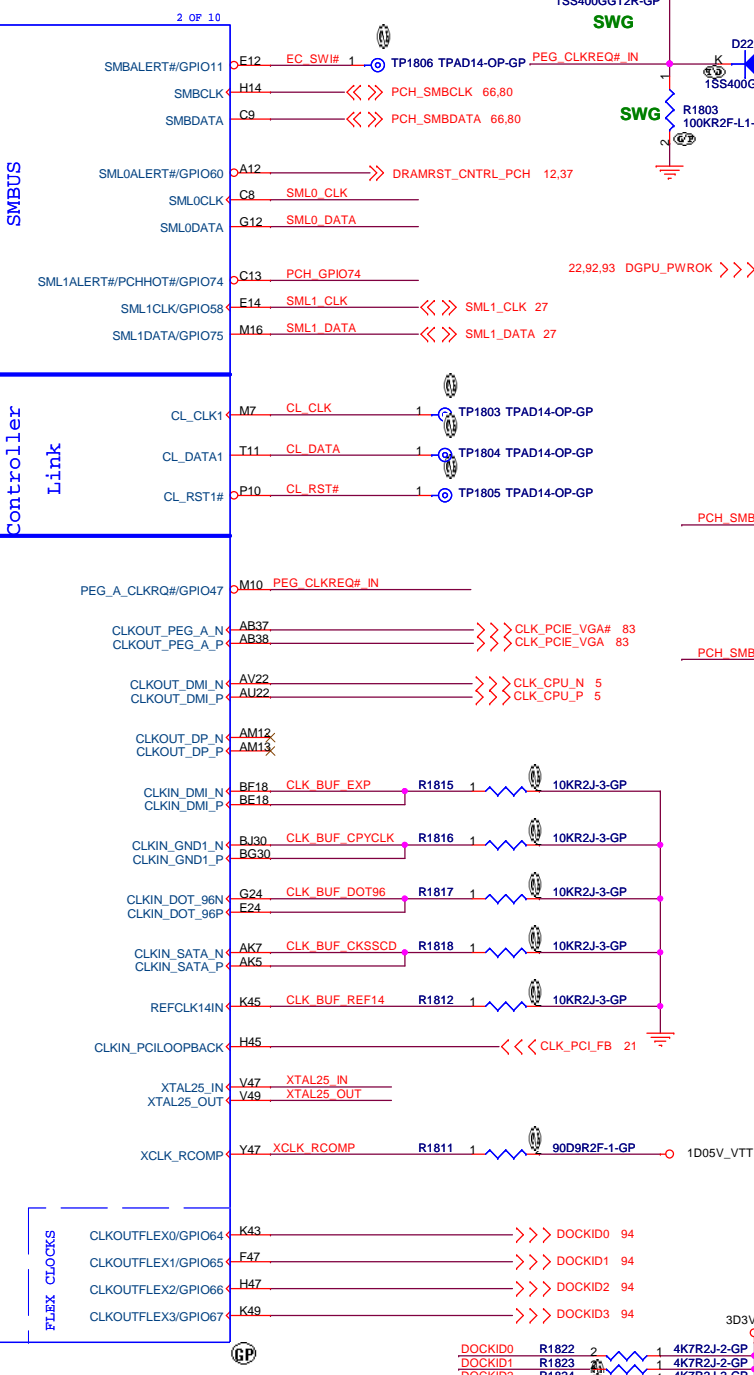 1SS400GGT2R-GP
SWG
2 OF 10
SMBUS
SMBALERT#/GPIO11 E12 EC_SWI# 1 TP1806 TPAD14-OP-GP PEG_CLKREQ#_IN K D22
1SS400G
SMBCLK H14 PCH_SMBCLK 66,80
SMBDATA C9 PCH_SMBDATA 66,80
SWG 1 R1803
100KR2F-L1-
2
SML0ALERT#/GPIO60 A12 DRAMRST_CNTRL_PCH 12,37
SML0CLK C8 SML0_CLK
SML0DATA G12 SML0_DATA
22,92,93 DGPU_PWROK
SML1ALERT#/PCHHOT#/GPIO74 C13 PCH_GPIO74
SML1CLK/GPIO58 E14 SML1_CLK SML1_CLK 27
SML1DATA/GPIO75 M16 SML1_DATA SML1_DATA 27
Controller
Link
CL_CLK1 M7 CL_CLK 1 TP1803 TPAD14-OP-GP
CL_DATA1 T11 CL_DATA 1 TP1804 TPAD14-OP-GP
CL_RST1# P10 CL_RST# 1 TP1805 TPAD14-OP-GP
PCH_SMB
PEG_A_CLKRQ#/GPIO47 M10 PEG_CLKREQ#_IN
CLKOUT_PEG_A_N AB37 CLK_PCIE_VGA# 83
CLKOUT_PEG_A_P AB38 CLK_PCIE_VGA 83
PCH_SMB
CLKOUT_DMI_N AV22 CLK_CPU_N 5
CLKOUT_DMI_P AU22 CLK_CPU_P 5
CLKOUT_DP_N AM12
CLKOUT_DP_P AM13
CLKIN_DMI_N BF18 CLK_BUF_EXP R1815 1 10KR2J-3-GP
CLKIN_DMI_P BE18
CLKIN_GND1_N BJ30 CLK_BUF_CPYCLK R1816 1 10KR2J-3-GP
CLKIN_GND1_P BG30
CLKIN_DOT_96N G24 CLK_BUF_DOT96 R1817 1 10KR2J-3-GP
CLKIN_DOT_96P E24
CLKIN_SATA_N AK7 CLK_BUF_CKSSCD R1818 1 10KR2J-3-GP
CLKIN_SATA_P AK5
REFCLK14IN K45 CLK_BUF_REF14 R1812 1 10KR2J-3-GP
CLKIN_PCILOOPBACK H45 CLK_PCI_FB 21
XTAL25_IN V47 XTAL25_IN
XTAL25_OUT V49 XTAL25_OUT
XCLK_RCOMP Y47 XCLK_RCOMP R1811 1 90D9R2F-1-GP 1D05V_VTT
FLEX CLOCKS
CLKOUTFLEX0/GPIO64 K43 DOCKID0 94
CLKOUTFLEX1/GPIO65 F47 DOCKID1 94
CLKOUTFLEX2/GPIO66 H47 DOCKID2 94
CLKOUTFLEX3/GPIO67 K49 DOCKID3 94
3D3V
GP
DOCKID0 R1822 2 1 4K7R2J-2-GP
DOCKID1 R1823 1 4K7R2J-2-GP
DOCKID2 R1824 1 4K7R2J-2-GP